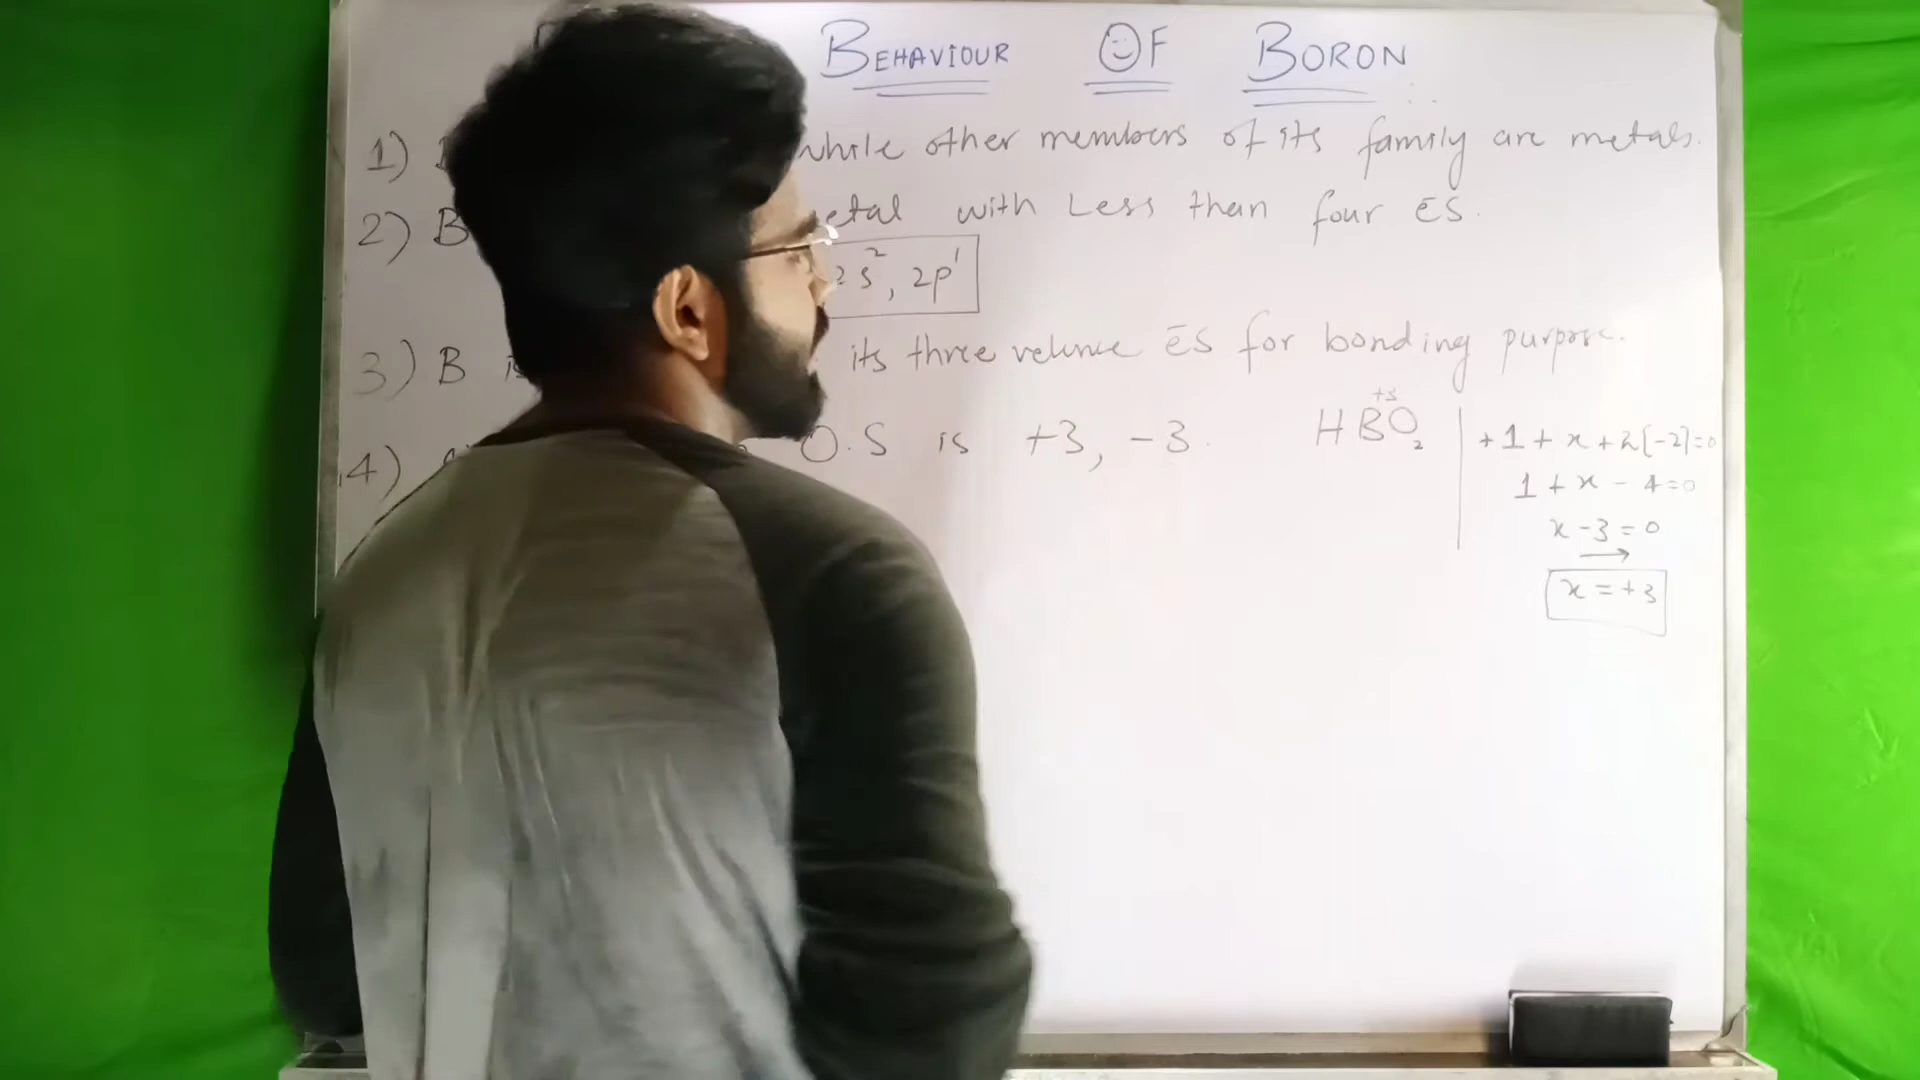 BEHAVIOUR OF BORON
1) while other members of its family are metals.
2) B etal with Less than four ēs.
2s², 2p¹
3) B its three velence ēs for bonding purpose.
4) O.S is +3, -3.
+3
HBO₂
+1 + x + 2(-2)=0
1 + x - 4=0
x - 3 = 0
x = +3